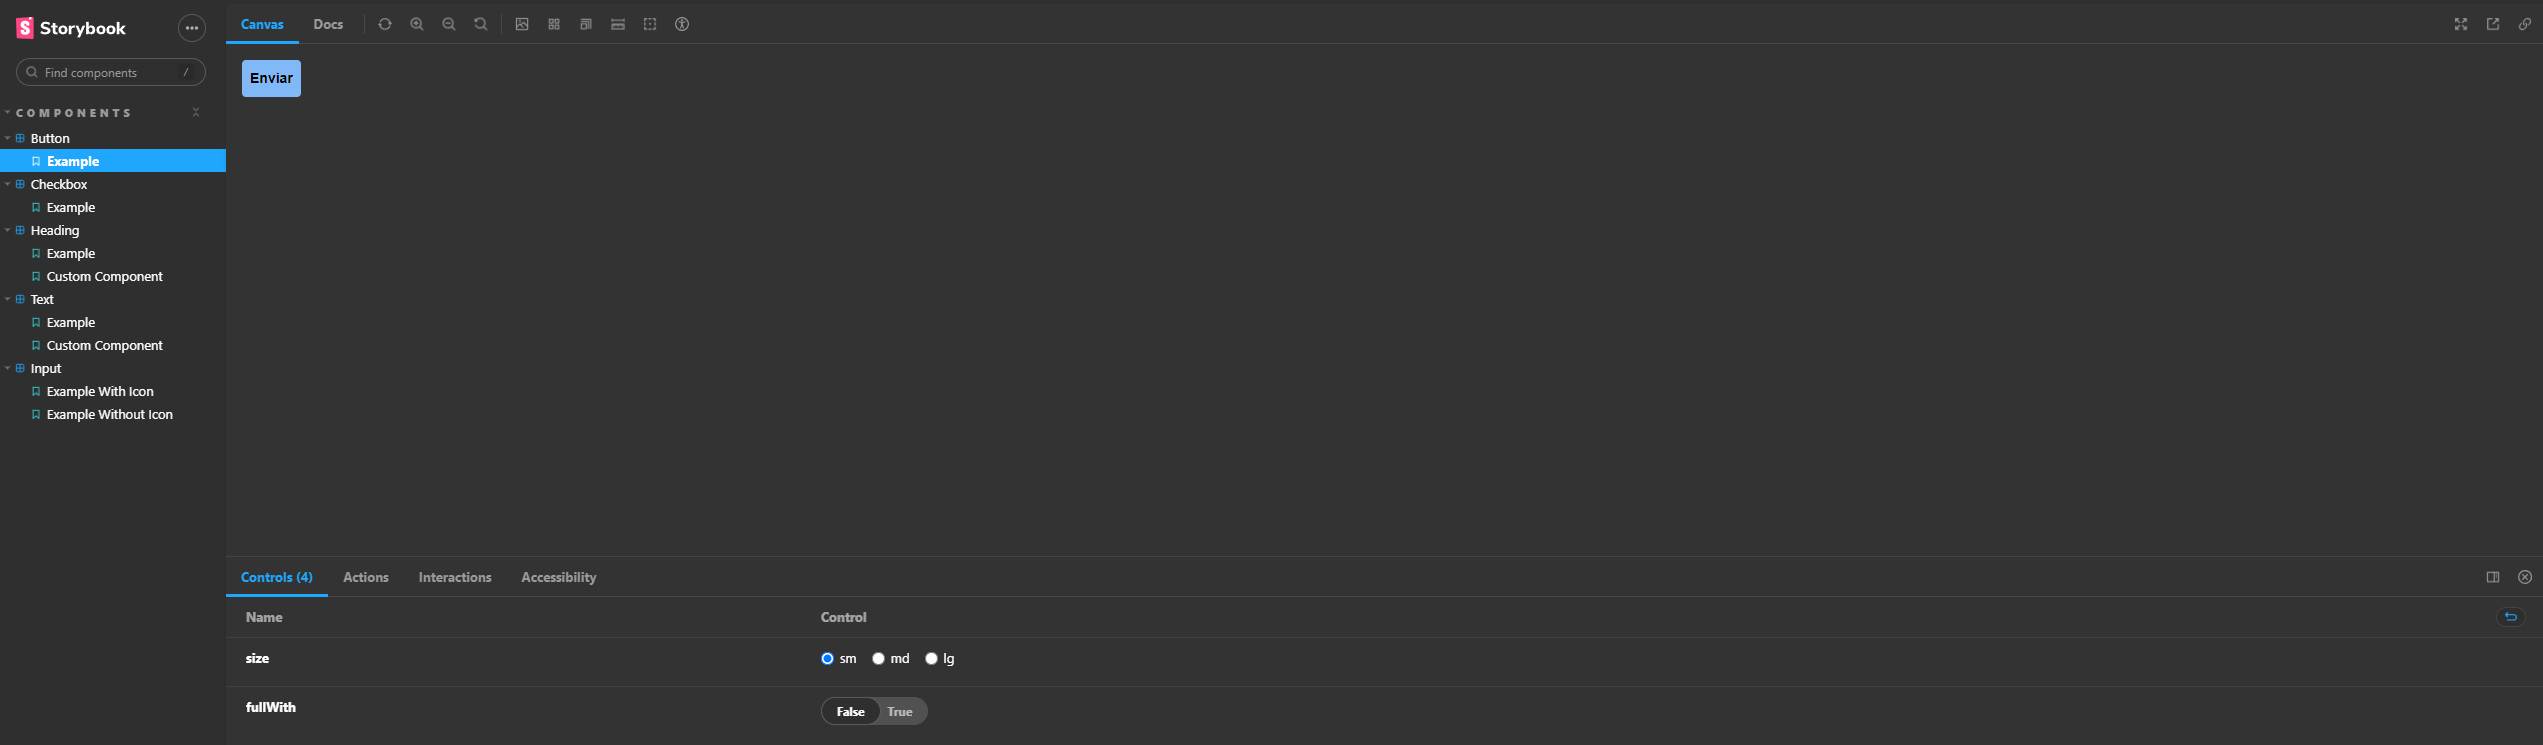 Storybook
Find components
/
COMPONENTS
Button
Example
Checkbox
Example
Heading
Example
Custom Component
Text
Example
Custom Component
Input
Example With Icon
Example Without Icon
Canvas Docs
Enviar
Controls (4) Actions Interactions Accessibility
Name Control
size sm md lg
fullWith False True